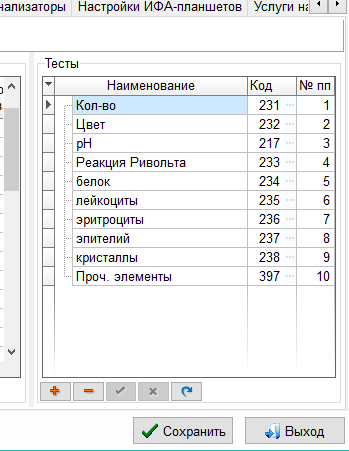 нализаторы Настройки ИФА-планшетов Услуги на
Тесты
Наименование Код № пп
Кол-во 231 ... 1
Цвет 232 ... 2
pH 217 ... 3
Реакция Ривольта 233 ... 4
белок 234 ... 5
лейкоциты 235 ... 6
эритроциты 236 ... 7
эпителий 237 ... 8
кристаллы 238 ... 9
Проч. элементы 397 ... 10
Сохранить Выход